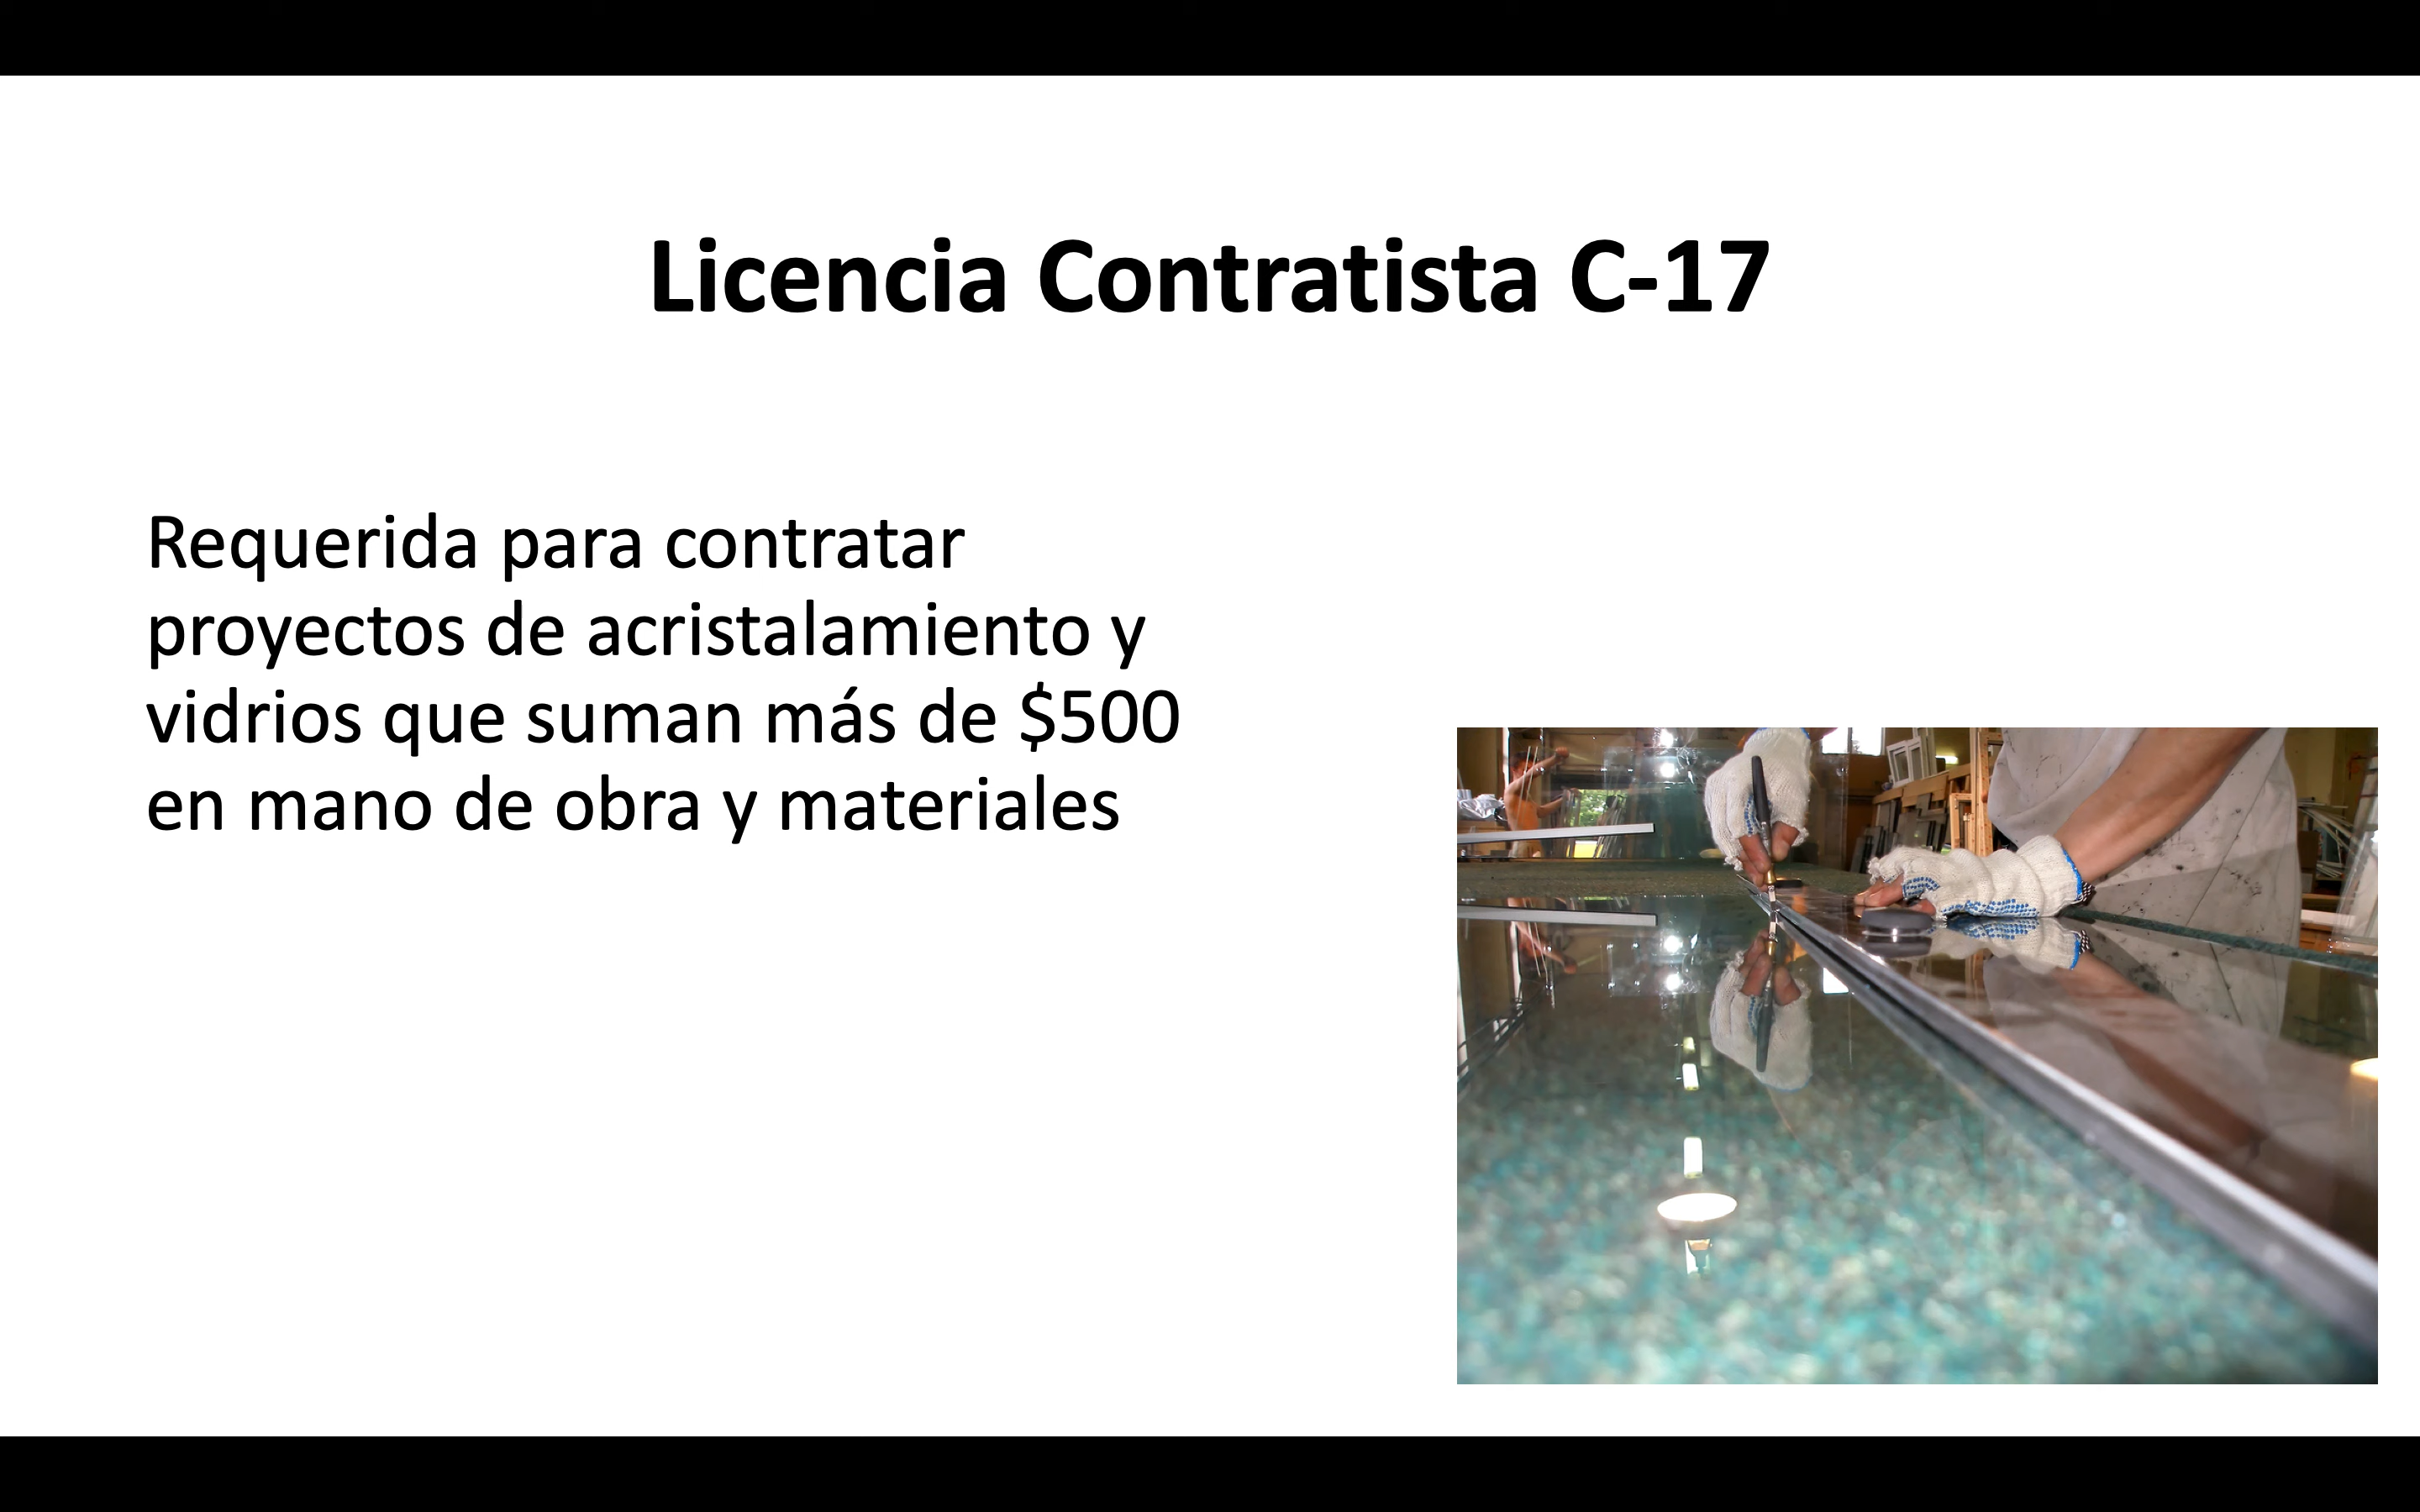 Licencia Contratista C-17
Requerida para contratar
proyectos de acristalamiento y
vidrios que suman más de $500
en mano de obra y materiales